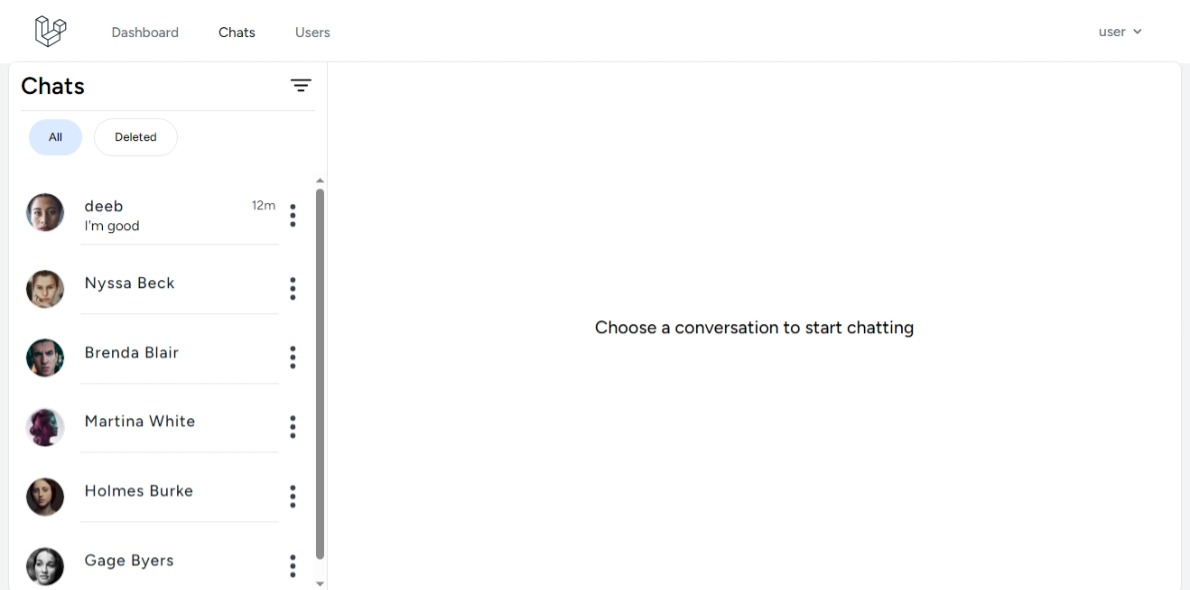 Dashboard Chats Users user
Chats
All Deleted
deeb 12m
I'm good
Nyssa Beck
Brenda Blair
Martina White
Holmes Burke
Gage Byers
Choose a conversation to start chatting